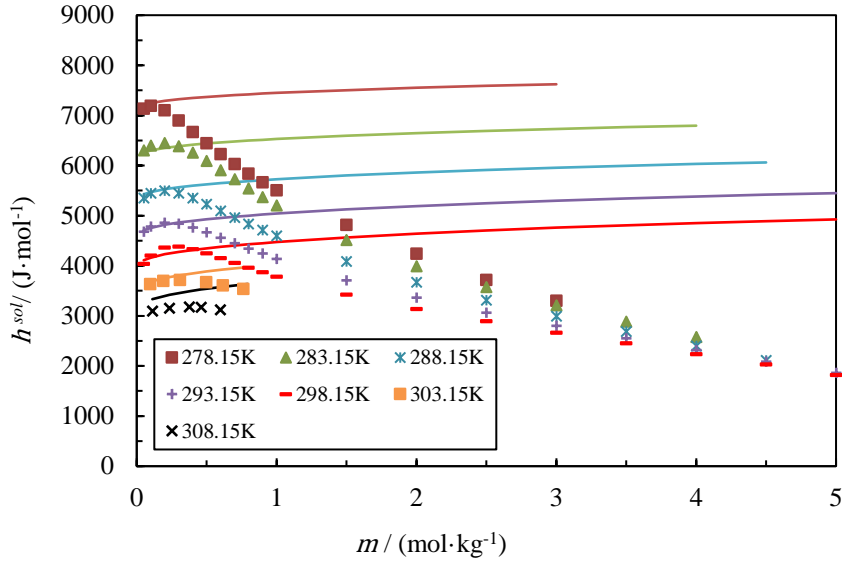 9000
8000
7000
6000
5000
4000
3000
2000
1000
0
h sol/ (J·mol-1)
278.15K 283.15K 288.15K
293.15K 298.15K 303.15K
308.15K
0 1 2 3 4 5
m / (mol·kg-1)